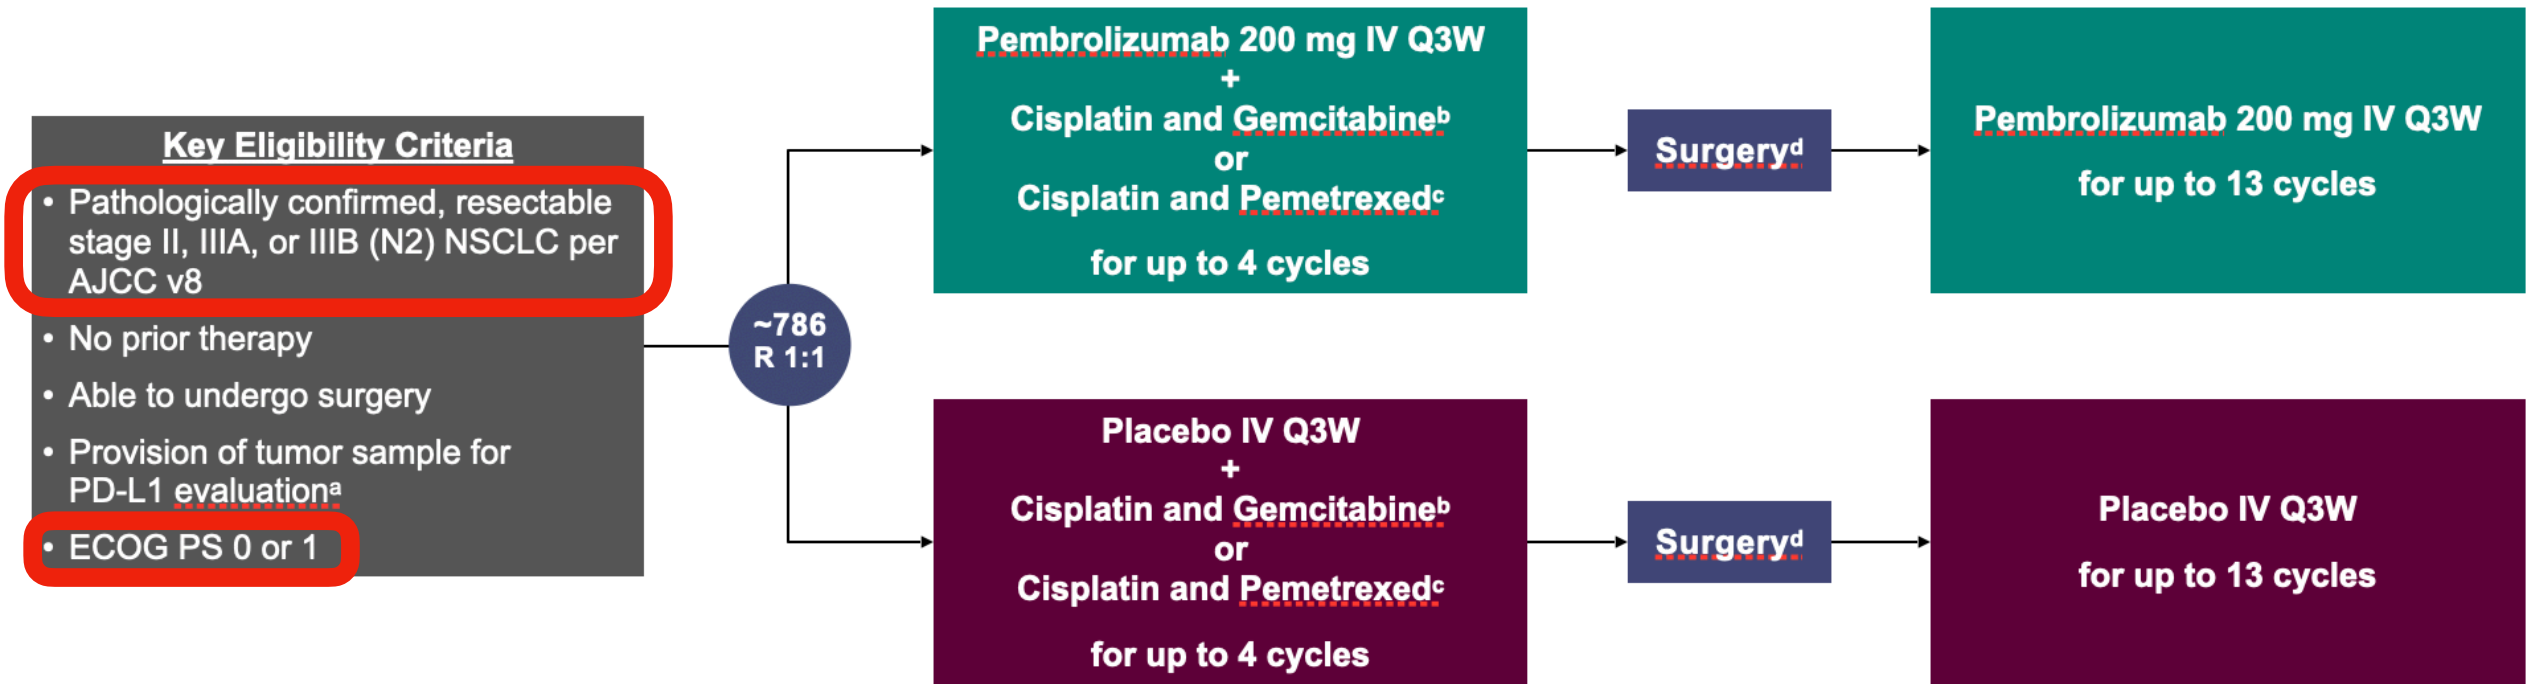 Key Eligibility Criteria
• Pathologically confirmed, resectable
stage II, IIIA, or IIIB (N2) NSCLC per
AJCC v8
• No prior therapy
• Able to undergo surgery
• Provision of tumor sample for
PD-L1 evaluationᵃ
• ECOG PS 0 or 1
~786
R 1:1
Pembrolizumab 200 mg IV Q3W
+
Cisplatin and Gemcitabineᵇ
or
Cisplatin and Pemetrexedᶜ
for up to 4 cycles
Surgeryᵈ
Pembrolizumab 200 mg IV Q3W
for up to 13 cycles
Placebo IV Q3W
+
Cisplatin and Gemcitabineᵇ
or
Cisplatin and Pemetrexedᶜ
for up to 4 cycles
Surgeryᵈ
Placebo IV Q3W
for up to 13 cycles